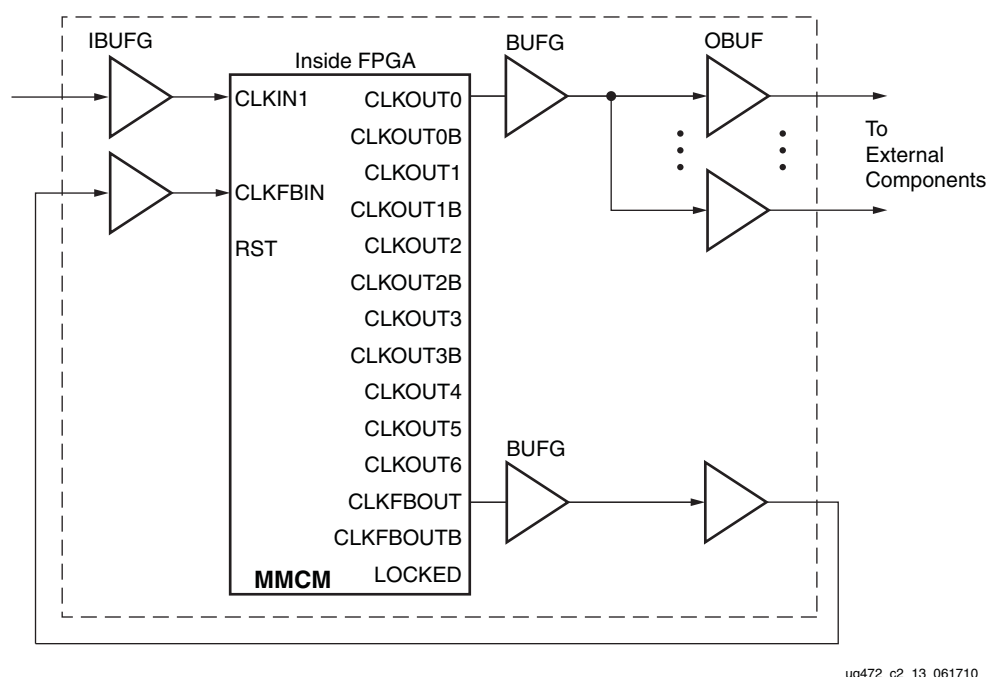 IBUFG
BUFG
OBUF
Inside FPGA
CLKIN1
CLKOUT0
CLKOUT0B
CLKOUT1
CLKFBIN
CLKOUT1B
RST
CLKOUT2
CLKOUT2B
CLKOUT3
CLKOUT3B
CLKOUT4
CLKOUT5
CLKOUT6
CLKFBOUT
CLKFBOUTB
LOCKED
MMCM
BUFG
To
External
Components
ug472_c2_13_061710